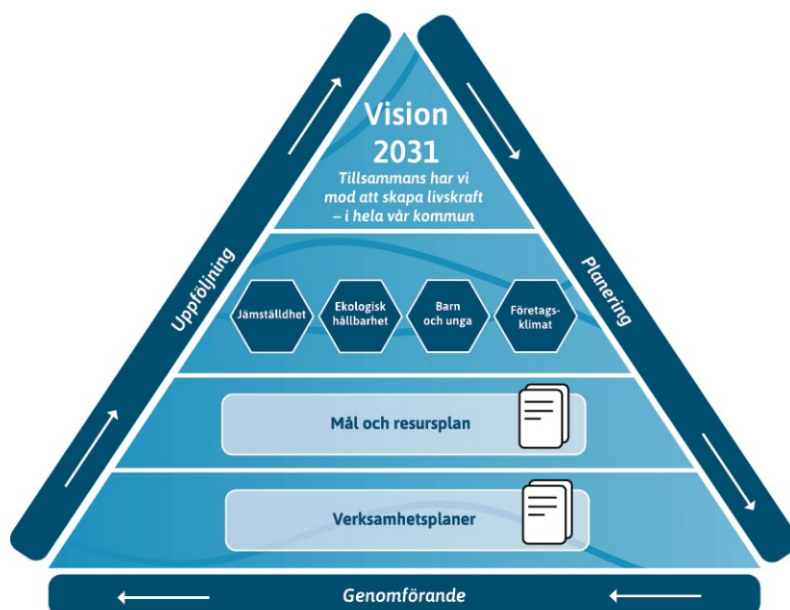 Vision
2031
Tillsammans har vi
mod att skapa livskraft
– i hela vår kommun
Uppföljning
Planering
Jämställdhet
Ekologisk
hållbarhet
Barn
och unga
Företags-
klimat
Mål och resursplan
Verksamhetsplaner
Genomförande